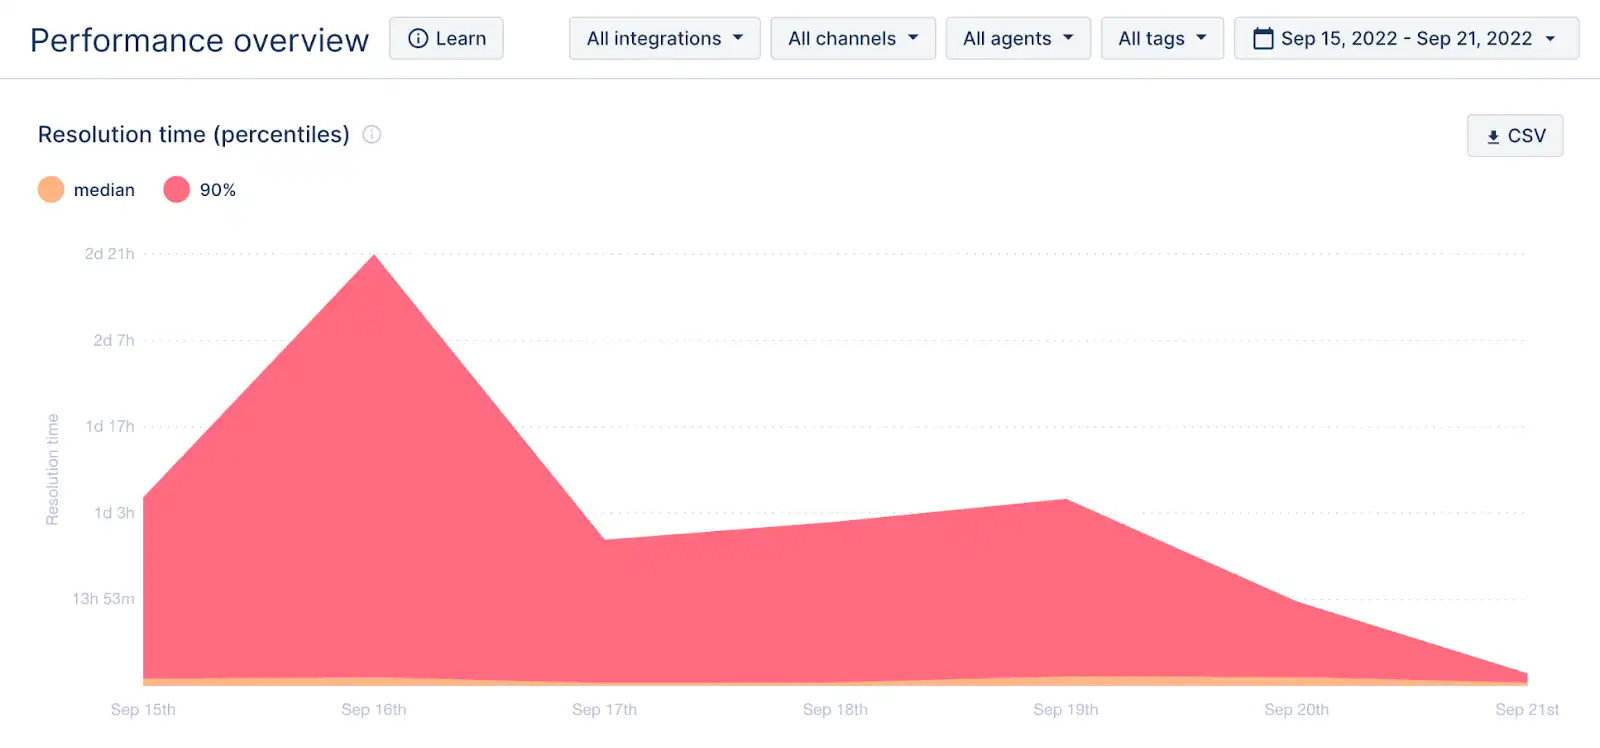 Performance overview
Learn
All integrations
All channels
All agents
All tags
Sep 15, 2022 - Sep 21, 2022
Resolution time (percentiles)
CSV
median
90%
2d 21h
2d 7h
1d 17h
1d 3h
13h 53m
Resolution time
Sep 15th
Sep 16th
Sep 17th
Sep 18th
Sep 19th
Sep 20th
Sep 21st